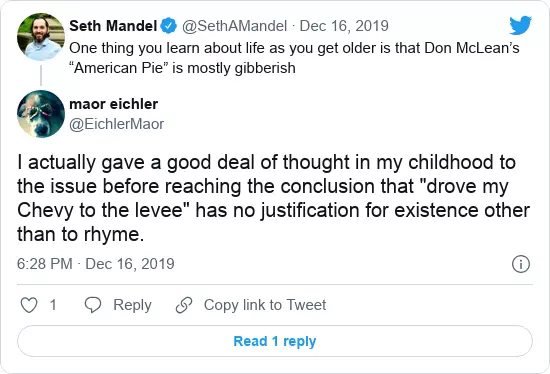 Seth Mandel @SethAMandel · Dec 16, 2019
One thing you learn about life as you get older is that Don McLean’s
“American Pie” is mostly gibberish
maor eichler
@EichlerMaor
I actually gave a good deal of thought in my childhood to
the issue before reaching the conclusion that "drove my
Chevy to the levee" has no justification for existence other
than to rhyme.
6:28 PM · Dec 16, 2019
1 Reply Copy link to Tweet
Read 1 reply